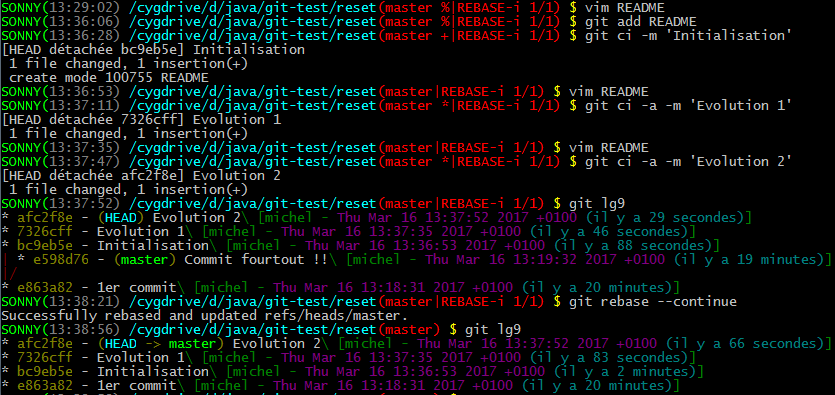 SONNY(13:29:02) /cygdrive/d/java/git-test/reset(master %|REBASE-i 1/1) $ vim README
SONNY(13:36:06) /cygdrive/d/java/git-test/reset(master %|REBASE-i 1/1) $ git add README
SONNY(13:36:28) /cygdrive/d/java/git-test/reset(master +|REBASE-i 1/1) $ git ci -m 'Initialisation'
[HEAD détachée bc9eb5e] Initialisation
 1 file changed, 1 insertion(+)
 create mode 100755 README
SONNY(13:36:53) /cygdrive/d/java/git-test/reset(master|REBASE-i 1/1) $ vim README
SONNY(13:37:11) /cygdrive/d/java/git-test/reset(master *|REBASE-i 1/1) $ git ci -a -m 'Evolution 1'
[HEAD détachée 7326cff] Evolution 1
 1 file changed, 1 insertion(+)
SONNY(13:37:35) /cygdrive/d/java/git-test/reset(master|REBASE-i 1/1) $ vim README
SONNY(13:37:47) /cygdrive/d/java/git-test/reset(master *|REBASE-i 1/1) $ git ci -a -m 'Evolution 2'
[HEAD détachée afc2f8e] Evolution 2
 1 file changed, 1 insertion(+)
SONNY(13:37:52) /cygdrive/d/java/git-test/reset(master|REBASE-i 1/1) $ git lg9
* afc2f8e - (HEAD) Evolution 2\ [michel - Thu Mar 16 13:37:52 2017 +0100 (il y a 29 secondes)]
* 7326cff - Evolution 1\ [michel - Thu Mar 16 13:37:35 2017 +0100 (il y a 46 secondes)]
* bc9eb5e - Initialisation\ [michel - Thu Mar 16 13:36:53 2017 +0100 (il y a 88 secondes)]
| * e598d76 - (master) Commit fourtout !!\ [michel - Thu Mar 16 13:19:32 2017 +0100 (il y a 19 minutes)]
|/
* e863a82 - 1er commit\ [michel - Thu Mar 16 13:18:31 2017 +0100 (il y a 20 minutes)]
SONNY(13:38:21) /cygdrive/d/java/git-test/reset(master|REBASE-i 1/1) $ git rebase --continue
Successfully rebased and updated refs/heads/master.
SONNY(13:38:56) /cygdrive/d/java/git-test/reset(master) $ git lg9
* afc2f8e - (HEAD -> master) Evolution 2\ [michel - Thu Mar 16 13:37:52 2017 +0100 (il y a 66 secondes)]
* 7326cff - Evolution 1\ [michel - Thu Mar 16 13:37:35 2017 +0100 (il y a 83 secondes)]
* bc9eb5e - Initialisation\ [michel - Thu Mar 16 13:36:53 2017 +0100 (il y a 2 minutes)]
* e863a82 - 1er commit\ [michel - Thu Mar 16 13:18:31 2017 +0100 (il y a 20 minutes)]